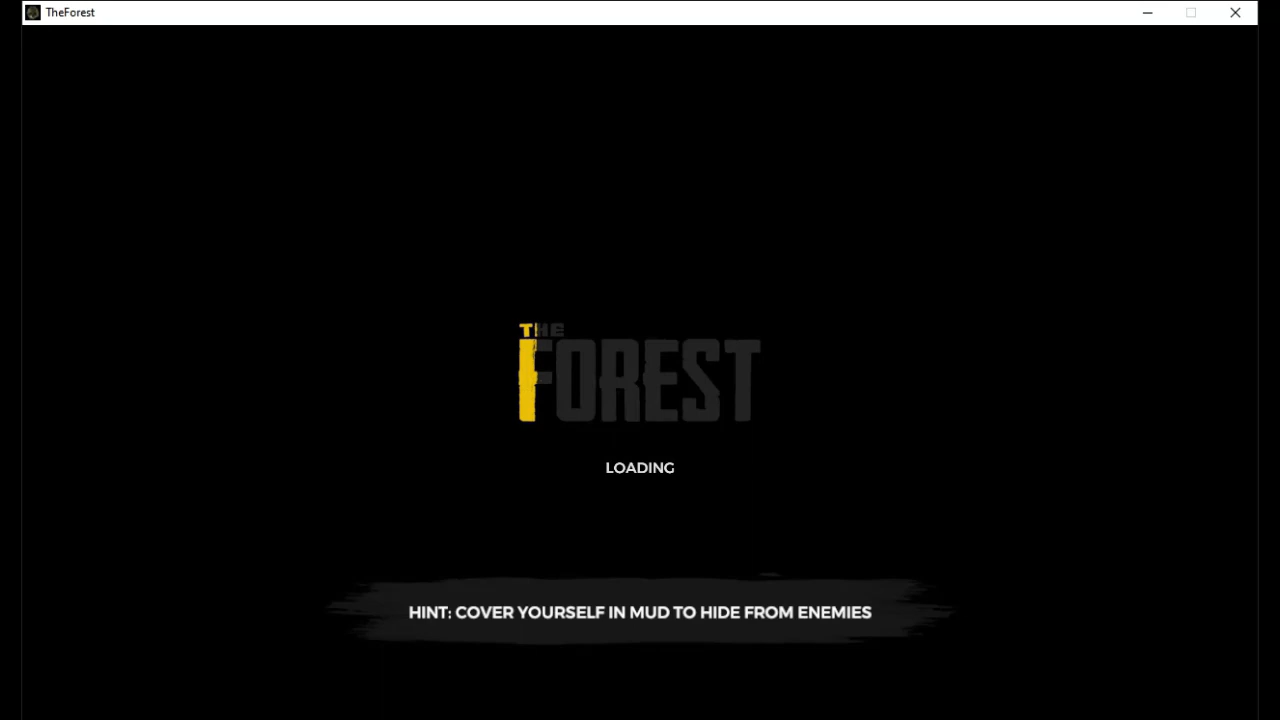 TheForest
THE
FOREST
LOADING
HINT: COVER YOURSELF IN MUD TO HIDE FROM ENEMIES